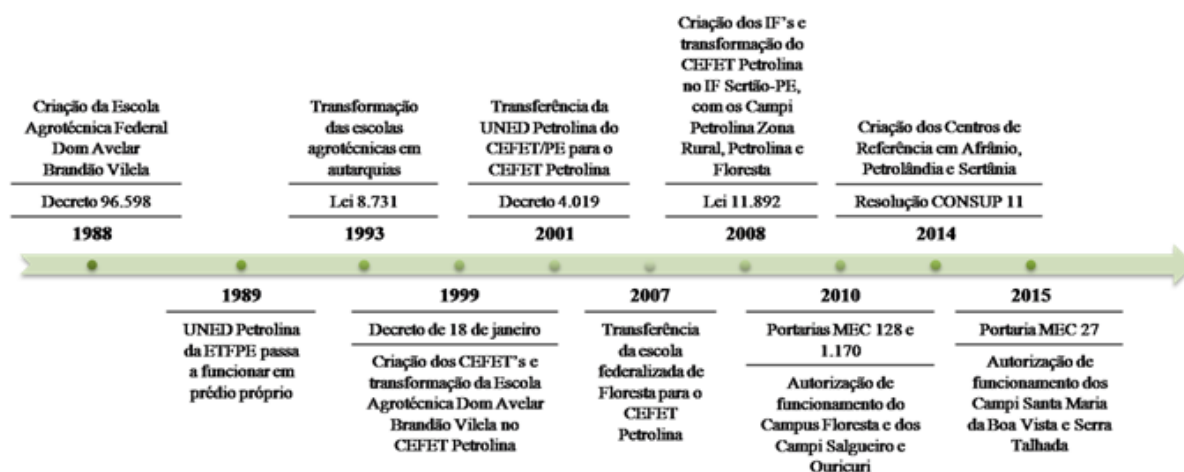 Criação da Escola
Agrotécnica Federal
Dom Avelar
Brandão Vilela
Decreto 96.598
1988
Transformação
das escolas
agrotécnicas em
autarquias
Lei 8.731
1993
Transferência da
UNED Petrolina do
CEFET/PE para o
CEFET Petrolina
Decreto 4.019
2001
Criação dos IF's e
transformação do
CEFET Petrolina
no IF Sertão-PE,
com os Campi
Petrolina Zona
Rural, Petrolina e
Floresta
Lei 11.892
2008
Criação dos Centros de
Referência em Afrânio,
Petrolândia e Sertânia
Resolução CONSUP 11
2014
1989
UNED Petrolina
da ETFPE passa
a funcionar em
prédio próprio
1999
Decreto de 18 de janeiro
Criação dos CEFET's e
transformação da Escola
Agrotécnica Dom Avelar
Brandão Vilela no
CEFET Petrolina
2007
Transferência
da escola
federalizada de
Floresta para o
CEFET
Petrolina
2010
Portarias MEC 128 e
1.170
Autorização de
funcionamento do
Campus Floresta e dos
Campi Salgueiro e
Ouricuri
2015
Portaria MEC 27
Autorização de
funcionamento dos
Campi Santa Maria
da Boa Vista e Serra
Talhada